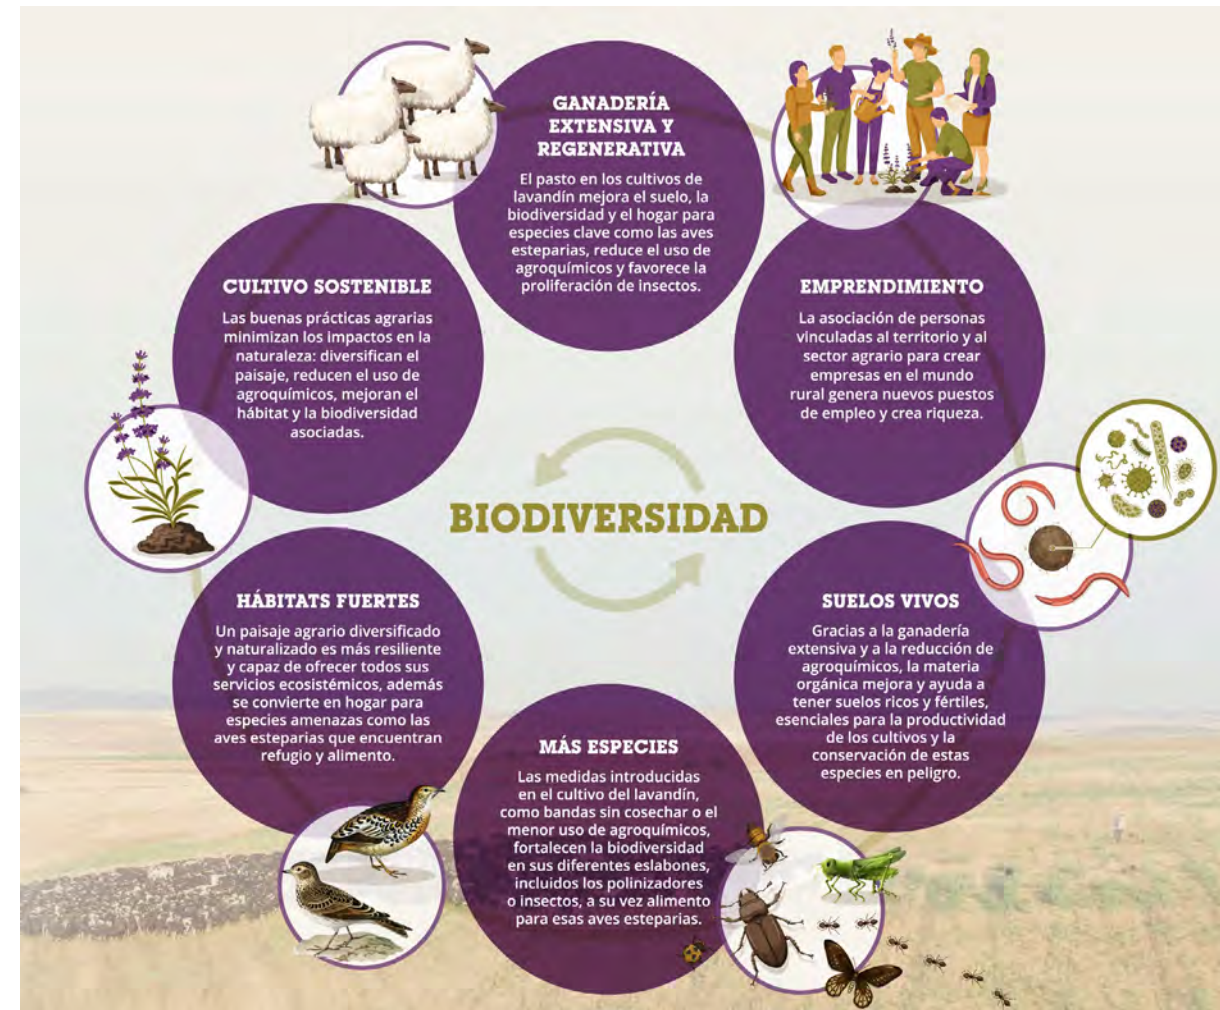 GANADERÍA
EXTENSIVA Y
REGENERATIVA
El pasto en los cultivos de
lavandín mejora el suelo, la
biodiversidad y el hogar para
especies clave como las aves
esteparias, reduce el uso de
agroquímicos y favorece la
proliferación de insectos.
CULTIVO SOSTENIBLE
Las buenas prácticas agrarias
minimizan los impactos en la
naturaleza: diversifican el
paisaje, reducen el uso de
agroquímicos, mejoran el
hábitat y la biodiversidad
asociadas.
EMPRENDIMIENTO
La asociación de personas
vinculadas al territorio y al
sector agrario para crear
empresas en el mundo
rural genera nuevos puestos
de empleo y crea riqueza.
BIODIVERSIDAD
HÁBITATS FUERTES
Un paisaje agrario diversificado
y naturalizado es más resiliente
y capaz de ofrecer todos sus
servicios ecosistémicos, además
se convierte en hogar para
especies amenazas como las
aves esteparias que encuentran
refugio y alimento.
SUELOS VIVOS
Gracias a la ganadería
extensiva y a la reducción de
agroquímicos, la materia
orgánica mejora y ayuda a
tener suelos ricos y fértiles,
esenciales para la productividad
de los cultivos y la
conservación de estas
especies en peligro.
MÁS ESPECIES
Las medidas introducidas
en el cultivo del lavandín,
como bandas sin cosechar o el
menor uso de agroquímicos,
fortalecen la biodiversidad
en sus diferentes eslabones,
incluidos los polinizadores
o insectos, a su vez alimento
para esas aves esteparias.